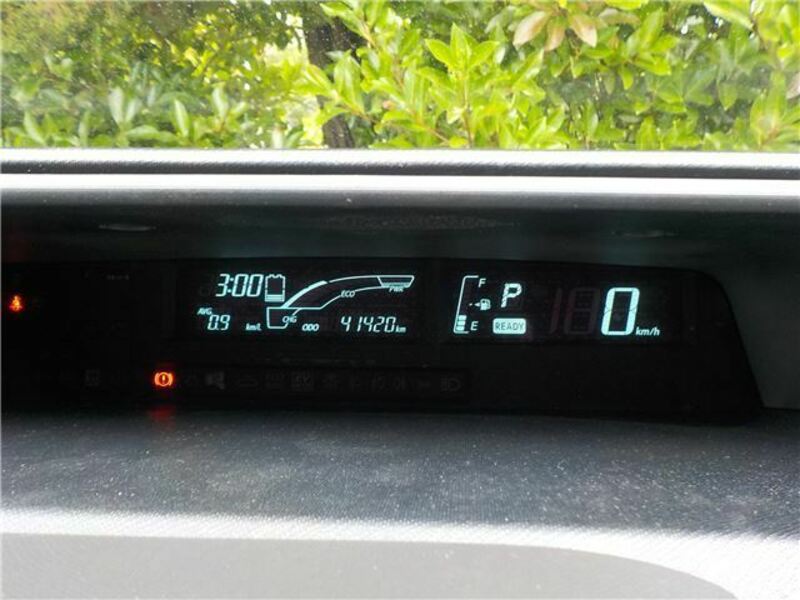 3:00
ECO PWR
AVG
0.9 km/L
CHG
ODO 41420 km
F
P
E READY
0 km/h